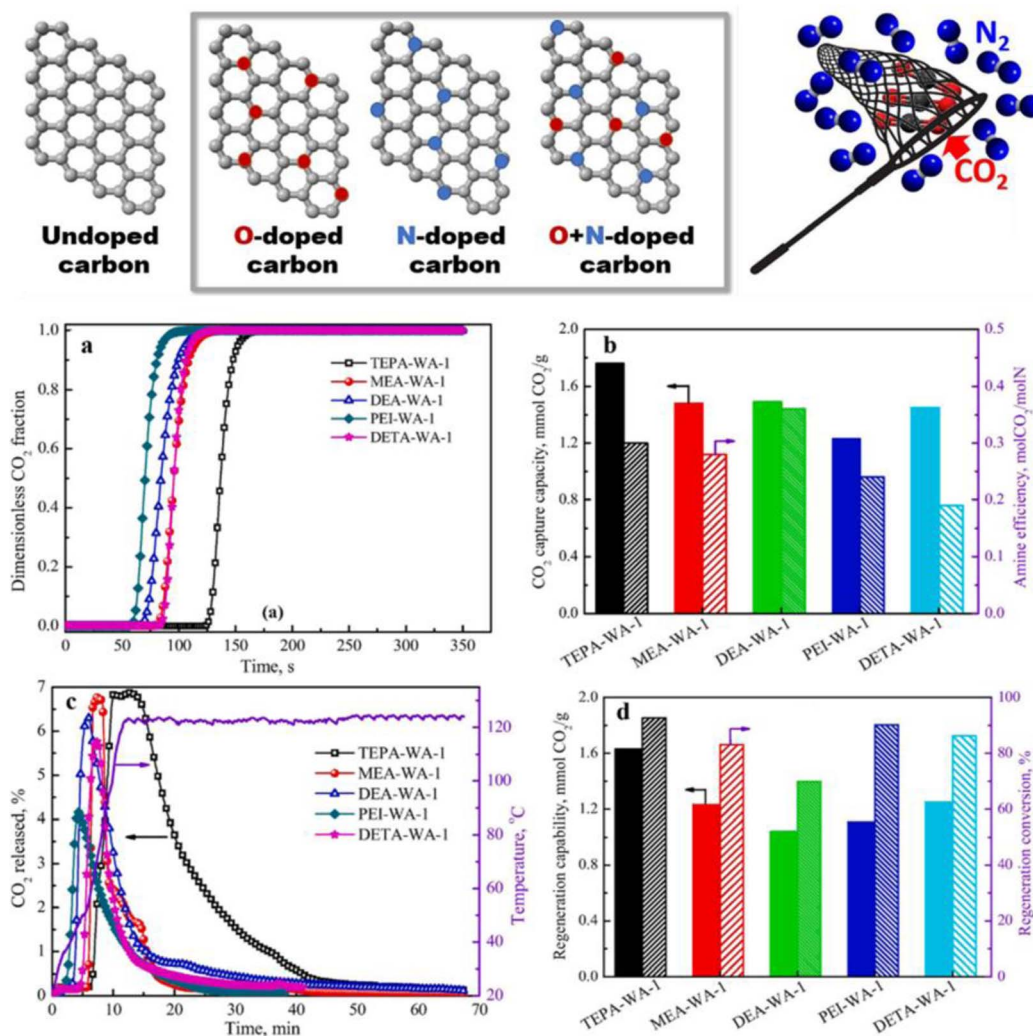 Undoped
carbon
O-doped
carbon
N-doped
carbon
O+N-doped
carbon
N2
CO2
a
Dimensionless CO2 fraction
1.0
0.8
0.6
0.4
0.2
0.0
TEPA-WA-1
MEA-WA-1
DEA-WA-1
PEI-WA-1
DETA-WA-1
(a)
0 50 100 150 200 250 300 350
Time, s
b
CO2 capture capacity, mmol CO2/g
2.0
1.6
1.2
0.8
0.4
0.0
0.5
0.4
0.3
0.2
0.1
0.0
Amine efficiency, molCO2/molN
TEPA-WA-1
MEA-WA-1
DEA-WA-1
PEI-WA-1
DETA-WA-1
c
CO2 released, %
7
6
5
4
3
2
1
0
TEPA-WA-1
MEA-WA-1
DEA-WA-1
PEI-WA-1
DETA-WA-1
120
100
80
60
40
20
Temperature, °C
0 10 20 30 40 50 60 70
Time, min
d
Regeneration capability, mmol CO2/g
2.0
1.6
1.2
0.8
0.4
0.0
100
80
60
40
20
0
Regeneration conversion, %
TEPA-WA-1
MEA-WA-1
DEA-WA-1
PEI-WA-1
DETA-WA-1